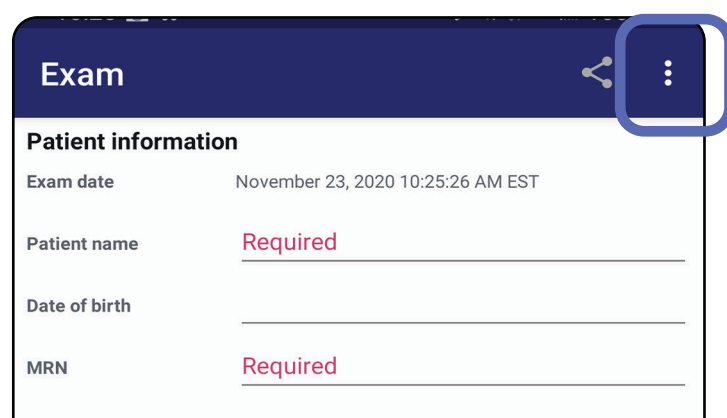 Exam
Patient information
Exam date November 23, 2020 10:25:26 AM EST
Patient name Required
Date of birth
MRN Required